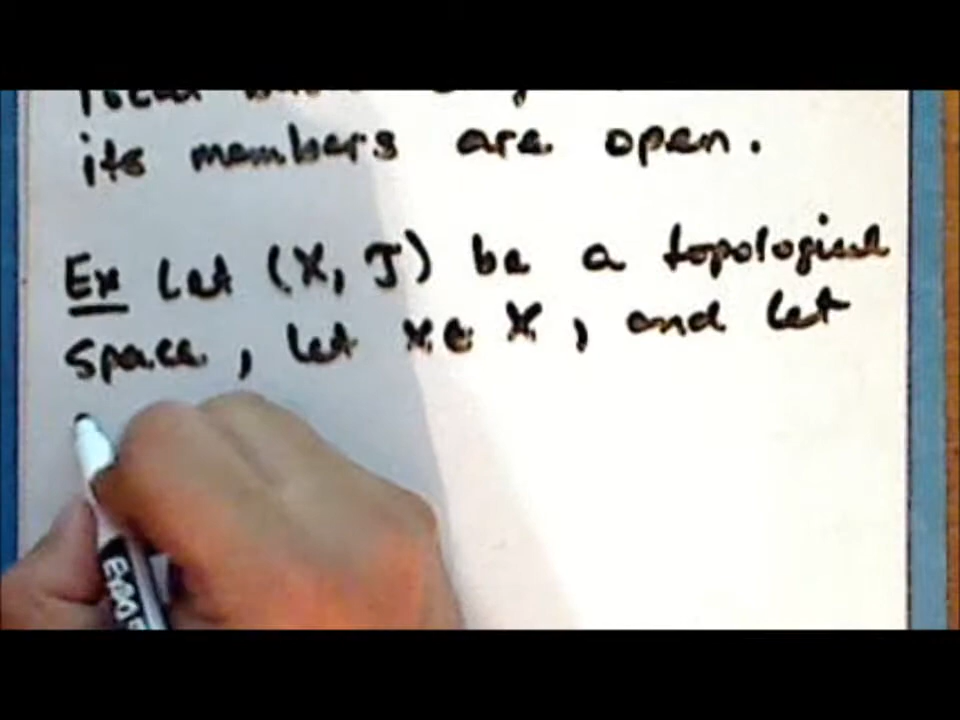 its members are open.
Ex Let (X, J) be a topological
space, let x ∈ X, and let